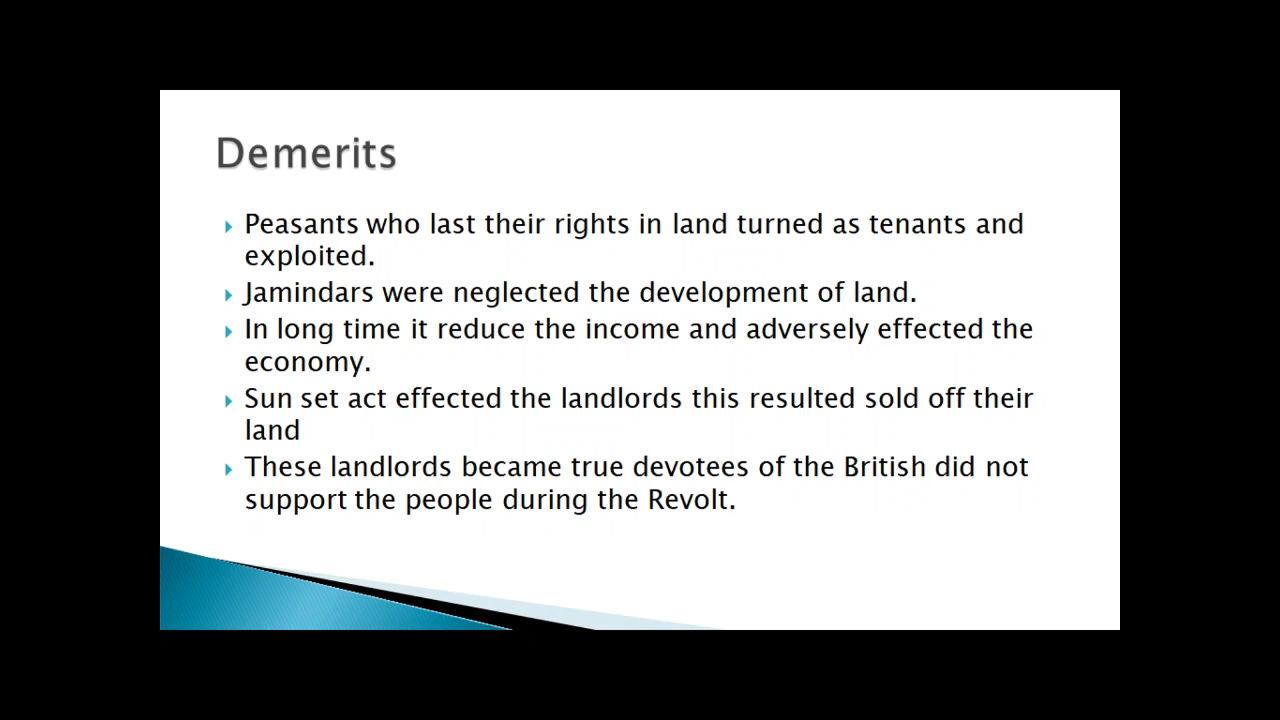 Demerits
Peasants who last their rights in land turned as tenants and
exploited.
Jamindars were neglected the development of land.
In long time it reduce the income and adversely effected the
economy.
Sun set act effected the landlords this resulted sold off their
land
These landlords became true devotees of the British did not
support the people during the Revolt.